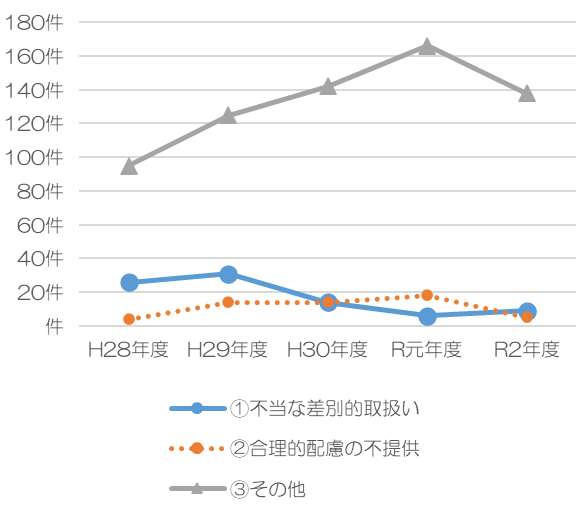 180件
160件
140件
120件
100件
80件
60件
40件
20件
件
H28年度 H29年度 H30年度 R元年度 R2年度
①不当な差別的取扱い
②合理的配慮の不提供
③その他